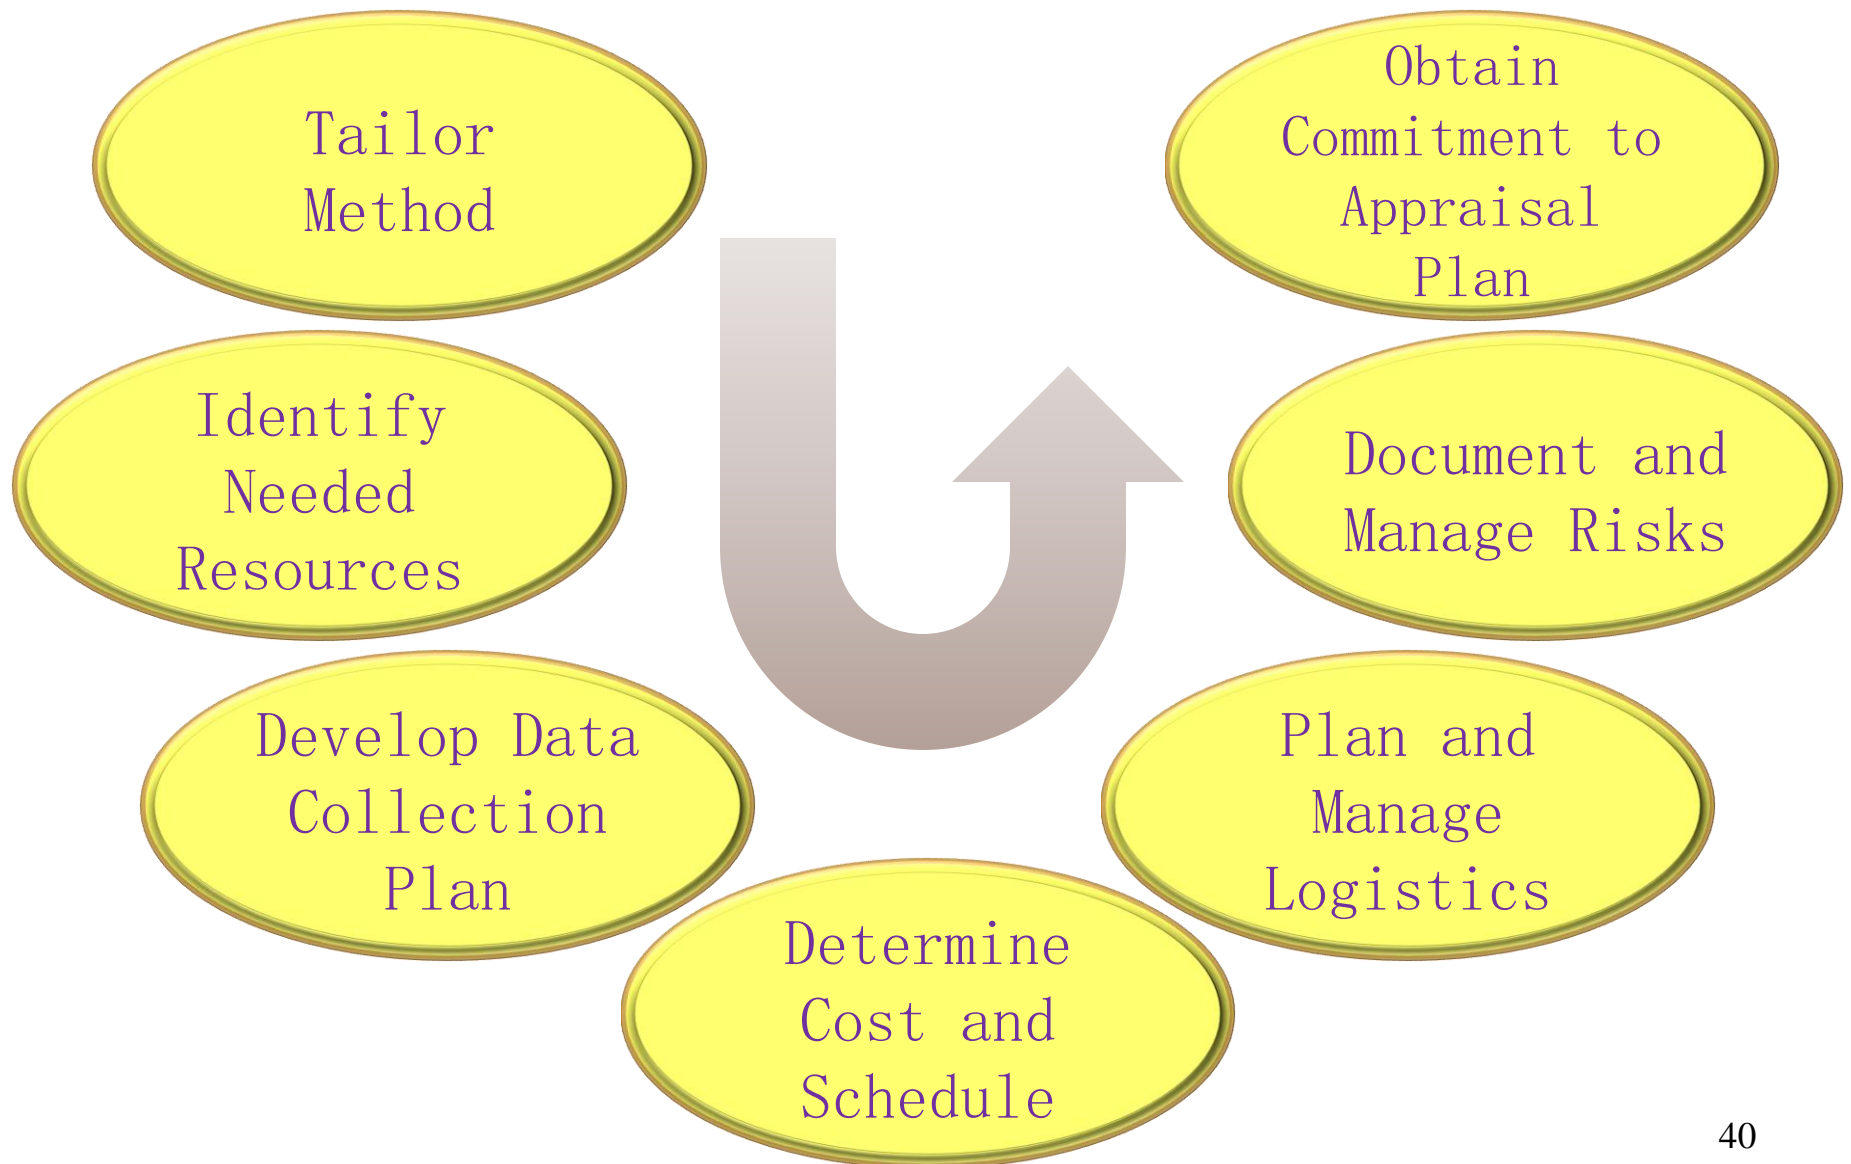 Tailor
Method
Identify
Needed
Resources
Develop Data
Collection
Plan
Determine
Cost and
Schedule
Plan and
Manage
Logistics
Document and
Manage Risks
Obtain
Commitment to
Appraisal
Plan
40